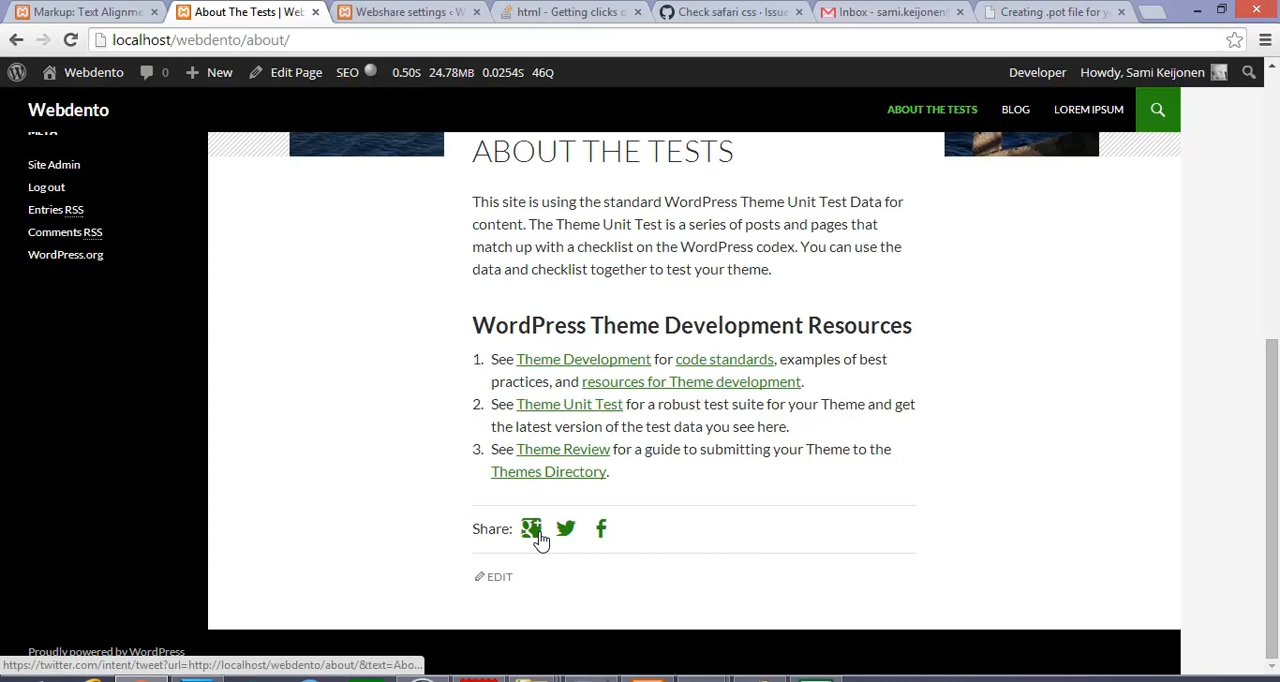 Markup: Text Alignme
About The Tests | Web
Webshare settings ‹ W
html - Getting clicks o
Check safari css · Issue
Inbox - sami.keijonen
Creating .pot file for y
localhost/webdento/about/
Webdento
0
New
Edit Page
SEO
0.50S 24.78MB 0.0254S 46Q
Developer
Howdy, Sami Keijonen
Webdento
ABOUT THE TESTS
BLOG
LOREM IPSUM
META
Site Admin
Log out
Entries RSS
Comments RSS
WordPress.org
ABOUT THE TESTS
This site is using the standard WordPress Theme Unit Test Data for
content. The Theme Unit Test is a series of posts and pages that
match up with a checklist on the WordPress codex. You can use the
data and checklist together to test your theme.
WordPress Theme Development Resources
1. See Theme Development for code standards, examples of best
practices, and resources for Theme development.
2. See Theme Unit Test for a robust test suite for your Theme and get
the latest version of the test data you see here.
3. See Theme Review for a guide to submitting your Theme to the
Themes Directory.
Share:
EDIT
Proudly powered by WordPress
https://twitter.com/intent/tweet?url=http://localhost/webdento/about/&text=Abo...